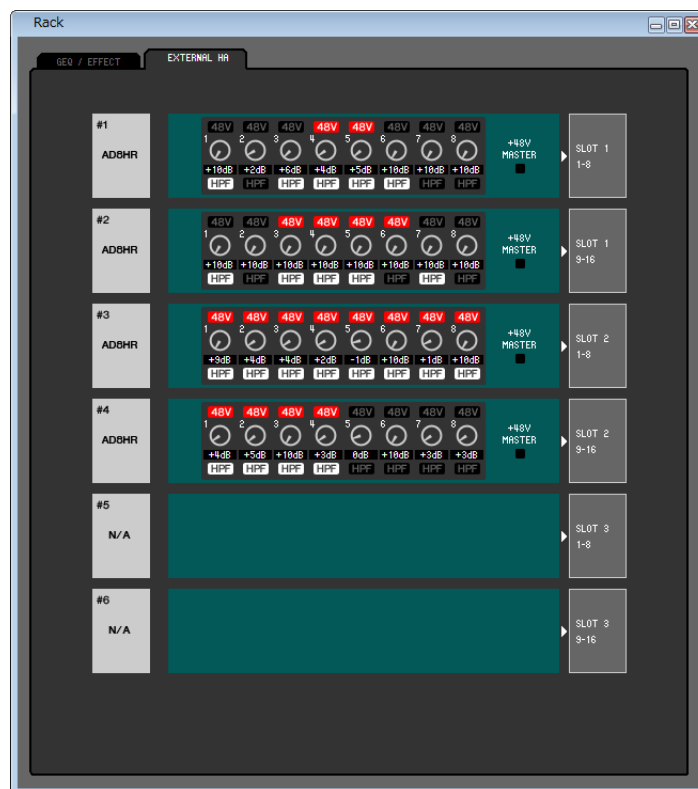 Rack
GEQ / EFFECT
EXTERNAL HA
#1
AD8HR
48V 48V 48V 48V 48V 48V 48V 48V
1 2 3 4 5 6 7 8
+10dB +2dB +6dB +4dB +5dB +10dB +10dB +10dB
HPF HPF HPF HPF HPF HPF HPF HPF
+48V
MASTER
SLOT 1
1-8
#2
AD8HR
48V 48V 48V 48V 48V 48V 48V 48V
1 2 3 4 5 6 7 8
+10dB +10dB +10dB +10dB +10dB +10dB +10dB +10dB
HPF HPF HPF HPF HPF HPF HPF HPF
+48V
MASTER
SLOT 1
9-16
#3
AD8HR
48V 48V 48V 48V 48V 48V 48V 48V
1 2 3 4 5 6 7 8
+9dB +4dB +4dB +2dB -1dB +10dB +1dB +10dB
HPF HPF HPF HPF HPF HPF HPF HPF
+48V
MASTER
SLOT 2
1-8
#4
AD8HR
48V 48V 48V 48V 48V 48V 48V 48V
1 2 3 4 5 6 7 8
+4dB +5dB +10dB +3dB 0dB +10dB +3dB +3dB
HPF HPF HPF HPF HPF HPF HPF HPF
+48V
MASTER
SLOT 2
9-16
#5
N/A
SLOT 3
1-8
#6
N/A
SLOT 3
9-16